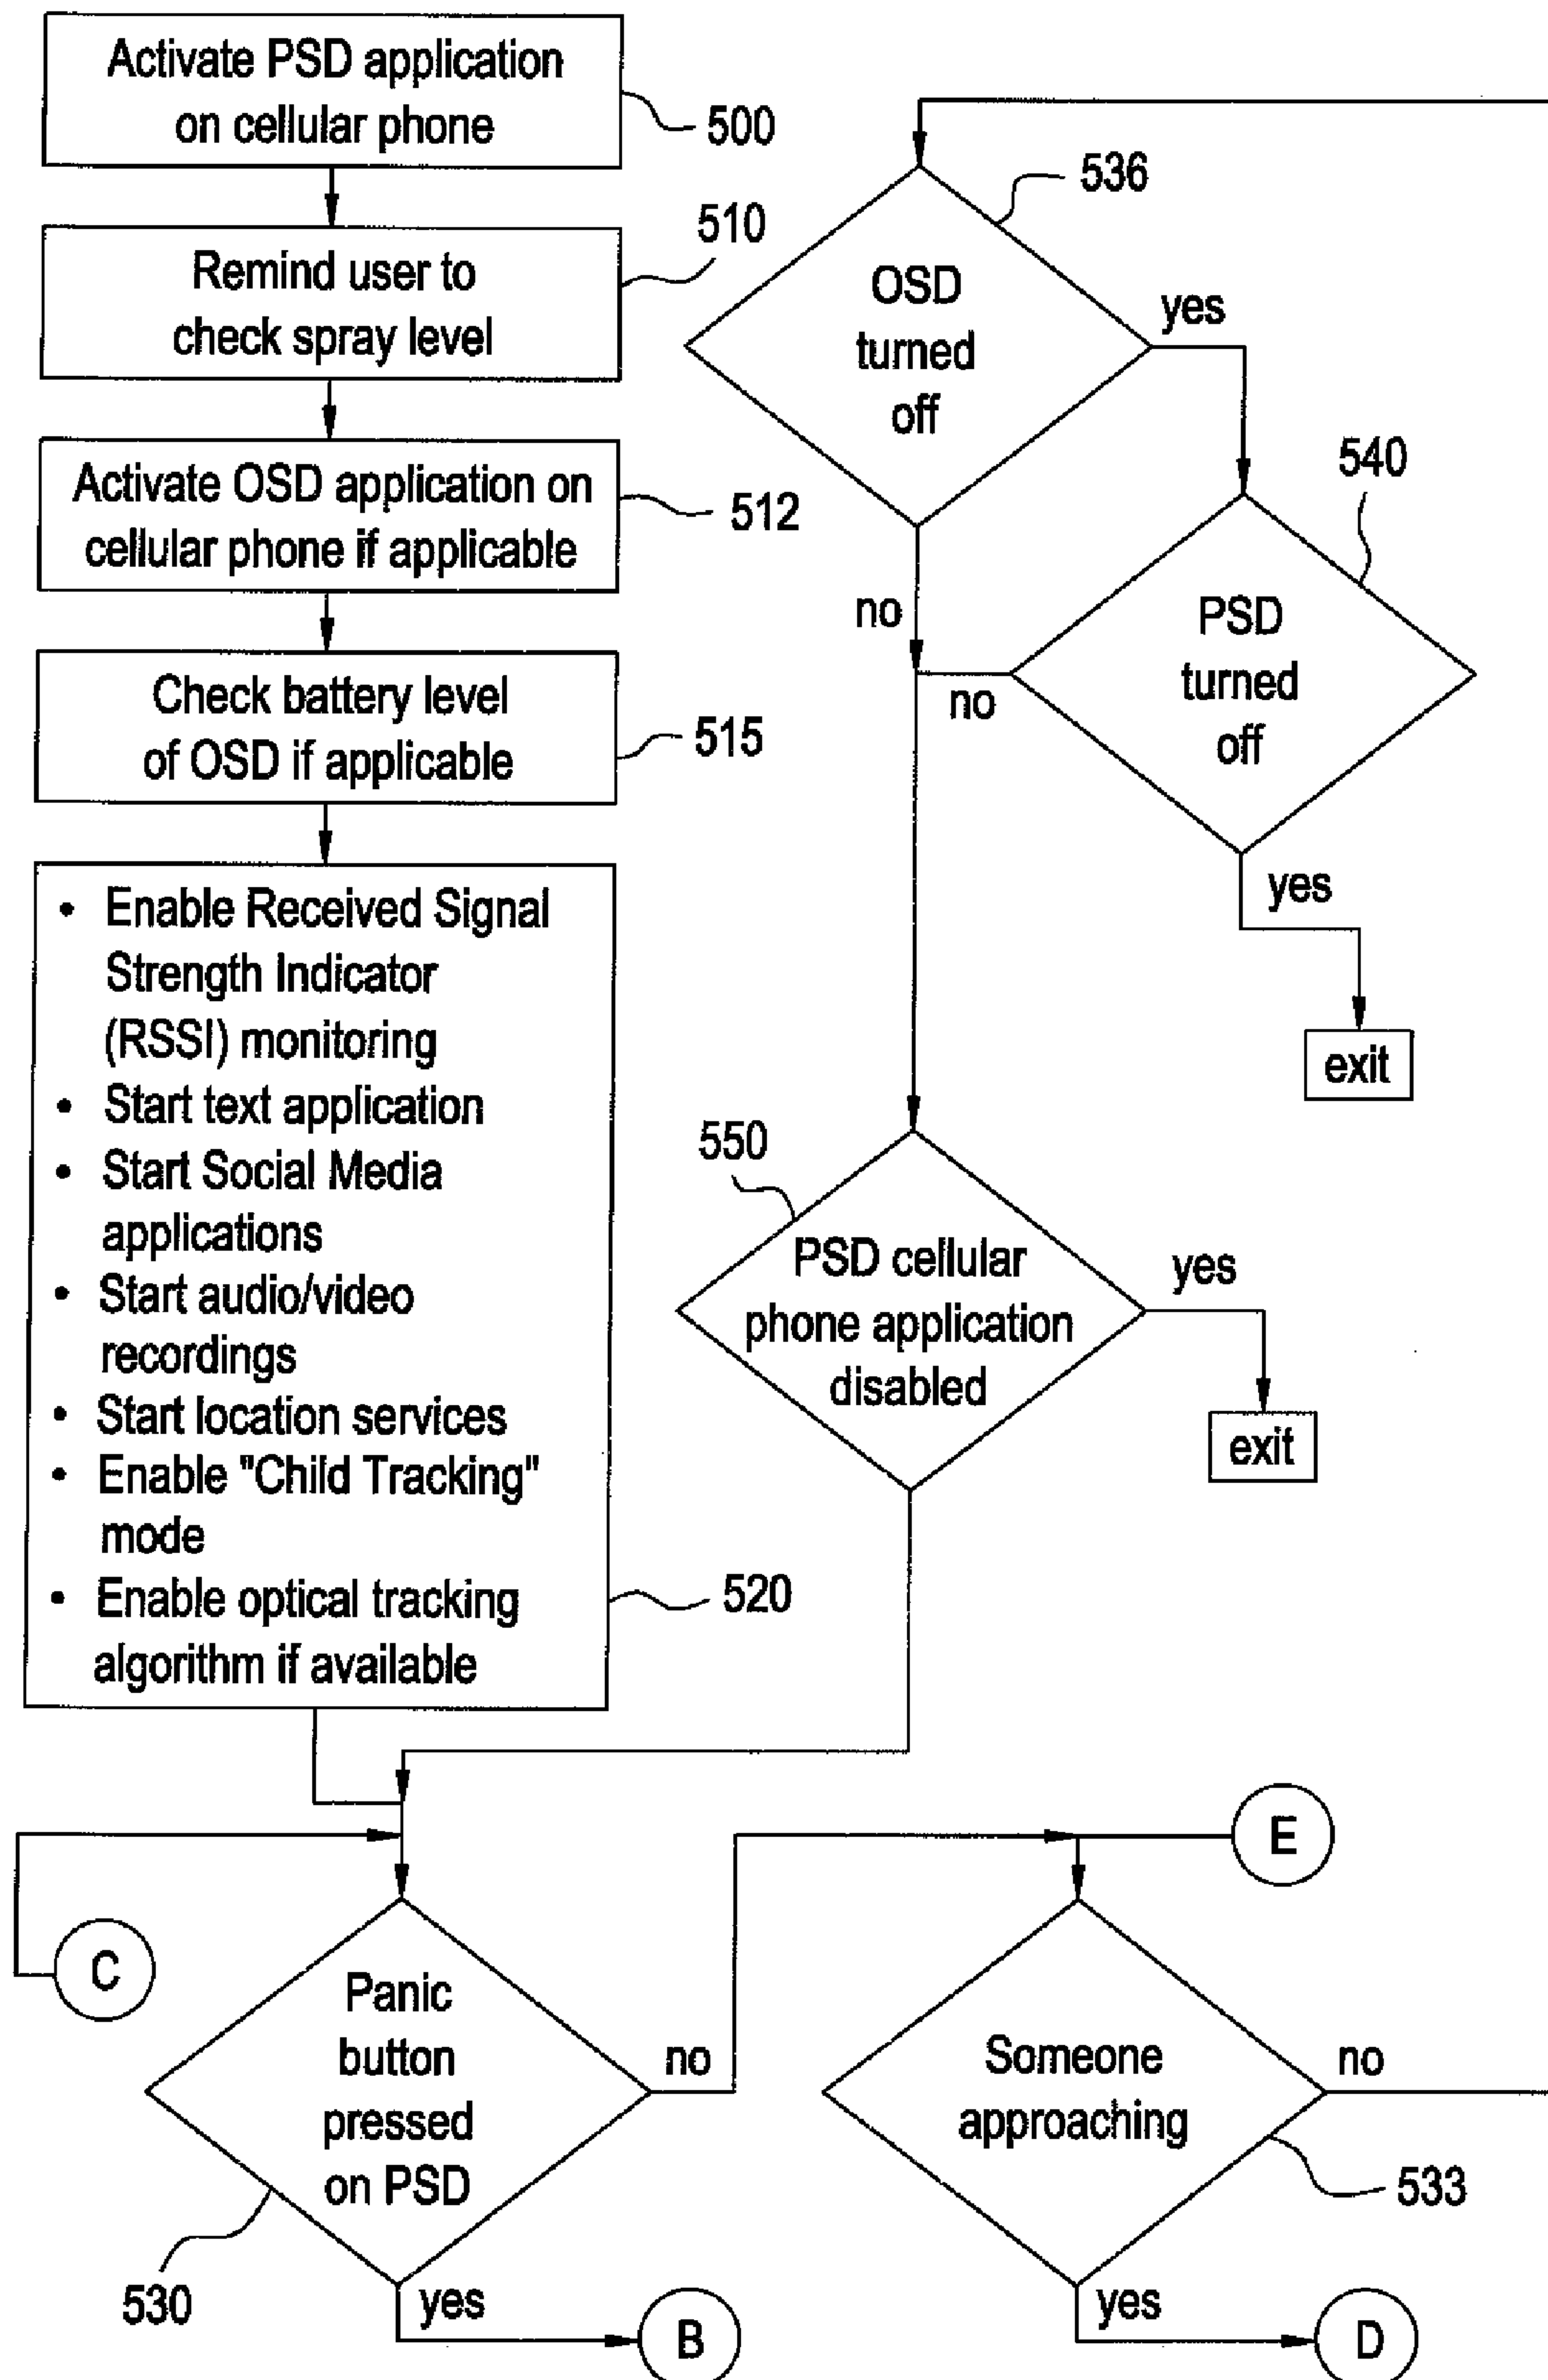 Activate PSD application
on cellular phone
500
Remind user to
check spray level
510
Activate OSD application on
cellular phone if applicable
512
Check battery level
of OSD if applicable
515
• Enable Received Signal
Strength Indicator
(RSSI) monitoring
• Start text application
• Start Social Media
applications
• Start audio/video
recordings
• Start location services
• Enable "Child Tracking"
mode
• Enable optical tracking
algorithm if available
520
536
OSD
turned
off
yes
no
540
PSD
turned
off
no
yes
exit
550
PSD cellular
phone application
disabled
yes
exit
C
Panic
button
pressed
on PSD
530
no
yes
B
E
Someone
approaching
no
533
yes
D